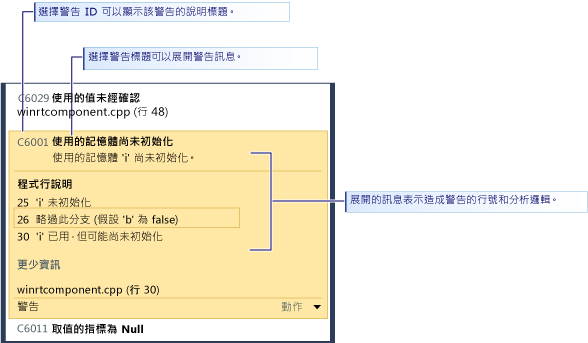 選擇警告 ID 可以顯示該警告的說明標題。
選擇警告標題可以展開警告訊息。
C6029 使用的值未經確認
winrtcomponent.cpp (行 48)
C6001 使用的記憶體尚未初始化
使用的記憶體 'i' 尚未初始化。
程式行說明
25 'i' 未初始化
26 略過此分支 (假設 'b' 為 false)
30 'i' 已用，但可能尚未初始化
展開的訊息表示造成警告的行號和分析邏輯。
更少資訊
winrtcomponent.cpp (行 30)
警告 動作
C6011 取值的指標為 Null